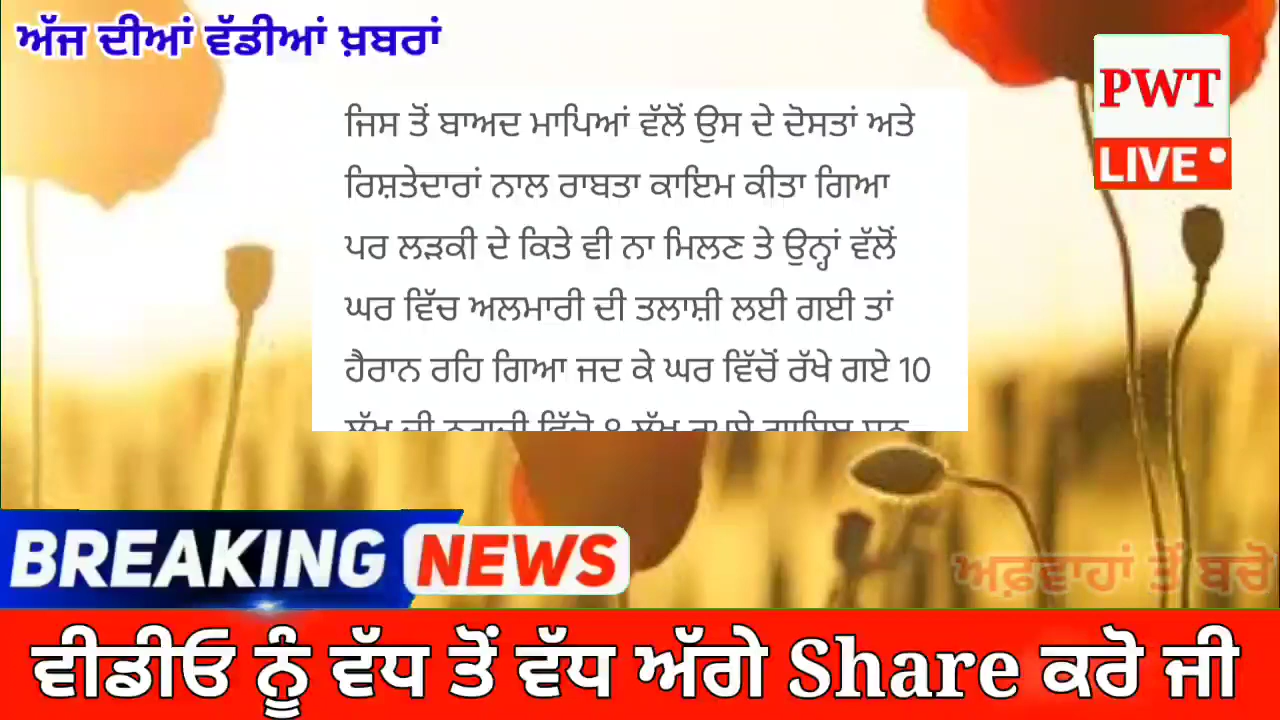 ਅੱਜ ਦੀਆਂ ਵੱਡੀਆਂ ਖ਼ਬਰਾਂ
PWT
LIVE
ਜਿਸ ਤੋਂ ਬਾਅਦ ਮਾਪਿਆਂ ਵੱਲੋਂ ਉਸ ਦੇ ਦੋਸਤਾਂ ਅਤੇ
ਰਿਸ਼ਤੇਦਾਰਾਂ ਨਾਲ ਰਾਬਤਾ ਕਾਇਮ ਕੀਤਾ ਗਿਆ
ਪਰ ਲੜਕੀ ਦੇ ਕਿਤੇ ਵੀ ਨਾ ਮਿਲਣ ਤੇ ਉਨ੍ਹਾਂ ਵੱਲੋਂ
ਘਰ ਵਿੱਚ ਅਲਮਾਰੀ ਦੀ ਤਲਾਸ਼ੀ ਲਈ ਗਈ ਤਾਂ
ਹੈਰਾਨ ਰਹਿ ਗਿਆ ਜਦ ਕੇ ਘਰ ਵਿੱਚੋਂ ਰੱਖੇ ਗਏ 10
BREAKING NEWS
ਅਫ਼ਵਾਹਾਂ ਤੋਂ ਬਚੋ
ਵੀਡੀਓ ਨੂੰ ਵੱਧ ਤੋਂ ਵੱਧ ਅੱਗੇ Share ਕਰੋ ਜੀ